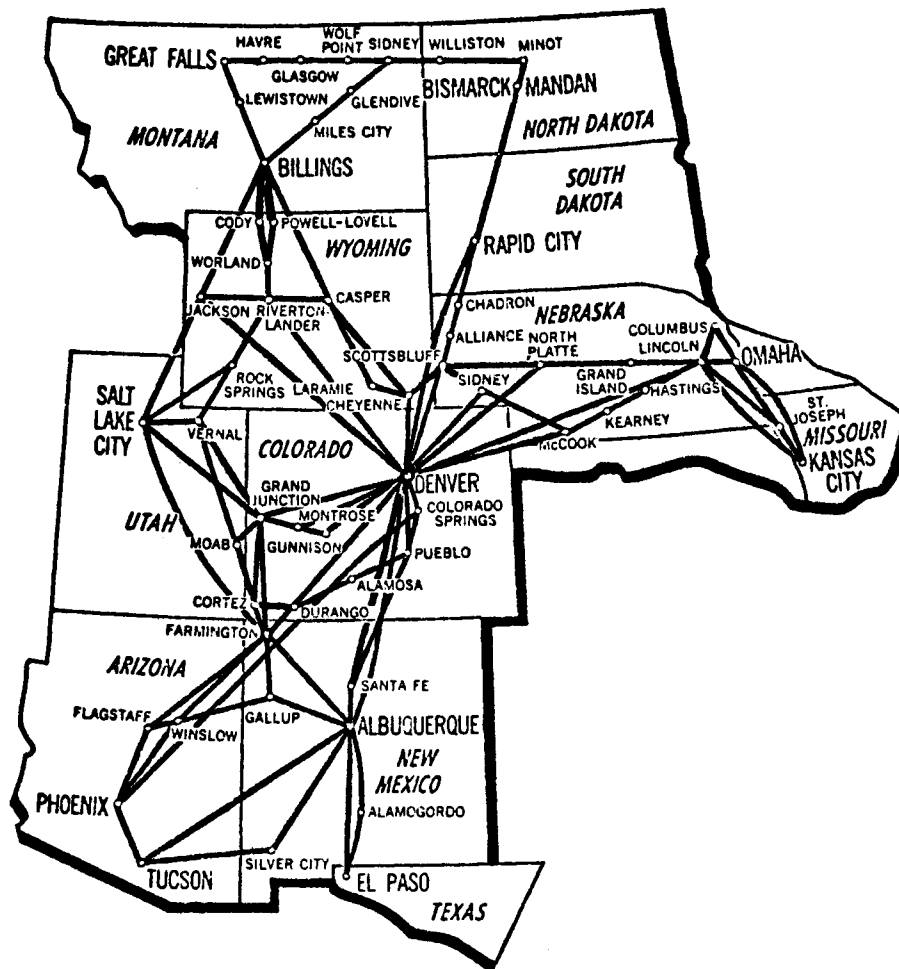 HAVRE
WOLF
POINT
SIDNEY
WILLISTON
MINOT
GREAT FALLS
GLASGOW
LEWISTOWN
GLENDIVE
BISMARCK
MANDAN
MILES CITY
MONTANA
NORTH DAKOTA
BILLINGS
SOUTH
DAKOTA
CODY
POWELL-LOVELL
WYOMING
RAPID CITY
WORLAND
JACKSON
RIVERTON-
LANDER
CASPER
CHADRON
NEBRASKA
ALLIANCE
NORTH
PLATTE
COLUMBUS
LINCOLN
OMAHA
SCOTTSBLUFF
ROCK
SPRINGS
LARAMIE
CHEYENNE
SIDNEY
GRAND
ISLAND
HASTINGS
SALT
LAKE
CITY
KEARNEY
ST.
JOSEPH
VERNAL
COLORADO
McCOOK
MISSOURI
KANSAS
CITY
DENVER
GRAND
JUNCTION
MONTROSE
COLORADO
SPRINGS
UTAH
MOAB
GUNNISON
PUEBLO
ALAMOSA
CORTEZ
DURANGO
FARMINGTON
ARIZONA
SANTA FE
FLAGSTAFF
WINSLOW
GALLUP
ALBUQUERQUE
NEW
MEXICO
PHOENIX
ALAMOGORDO
TUCSON
SILVER CITY
EL PASO
TEXAS